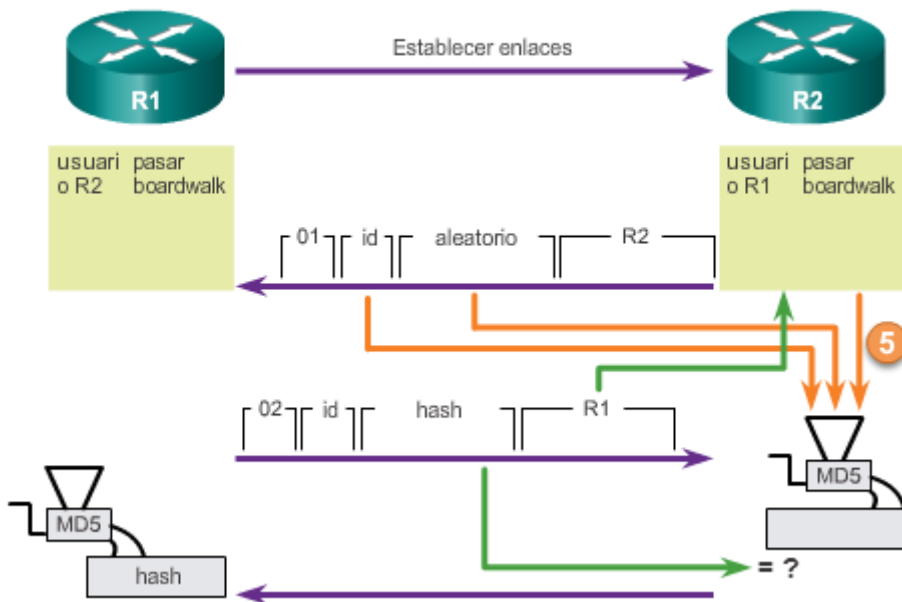 Establecer enlaces
R1
R2
usuari pasar
o R2 boardwalk
usuari pasar
o R1 boardwalk
01 id aleatorio R2
5
02 id hash R1
MD5
MD5
hash
= ?